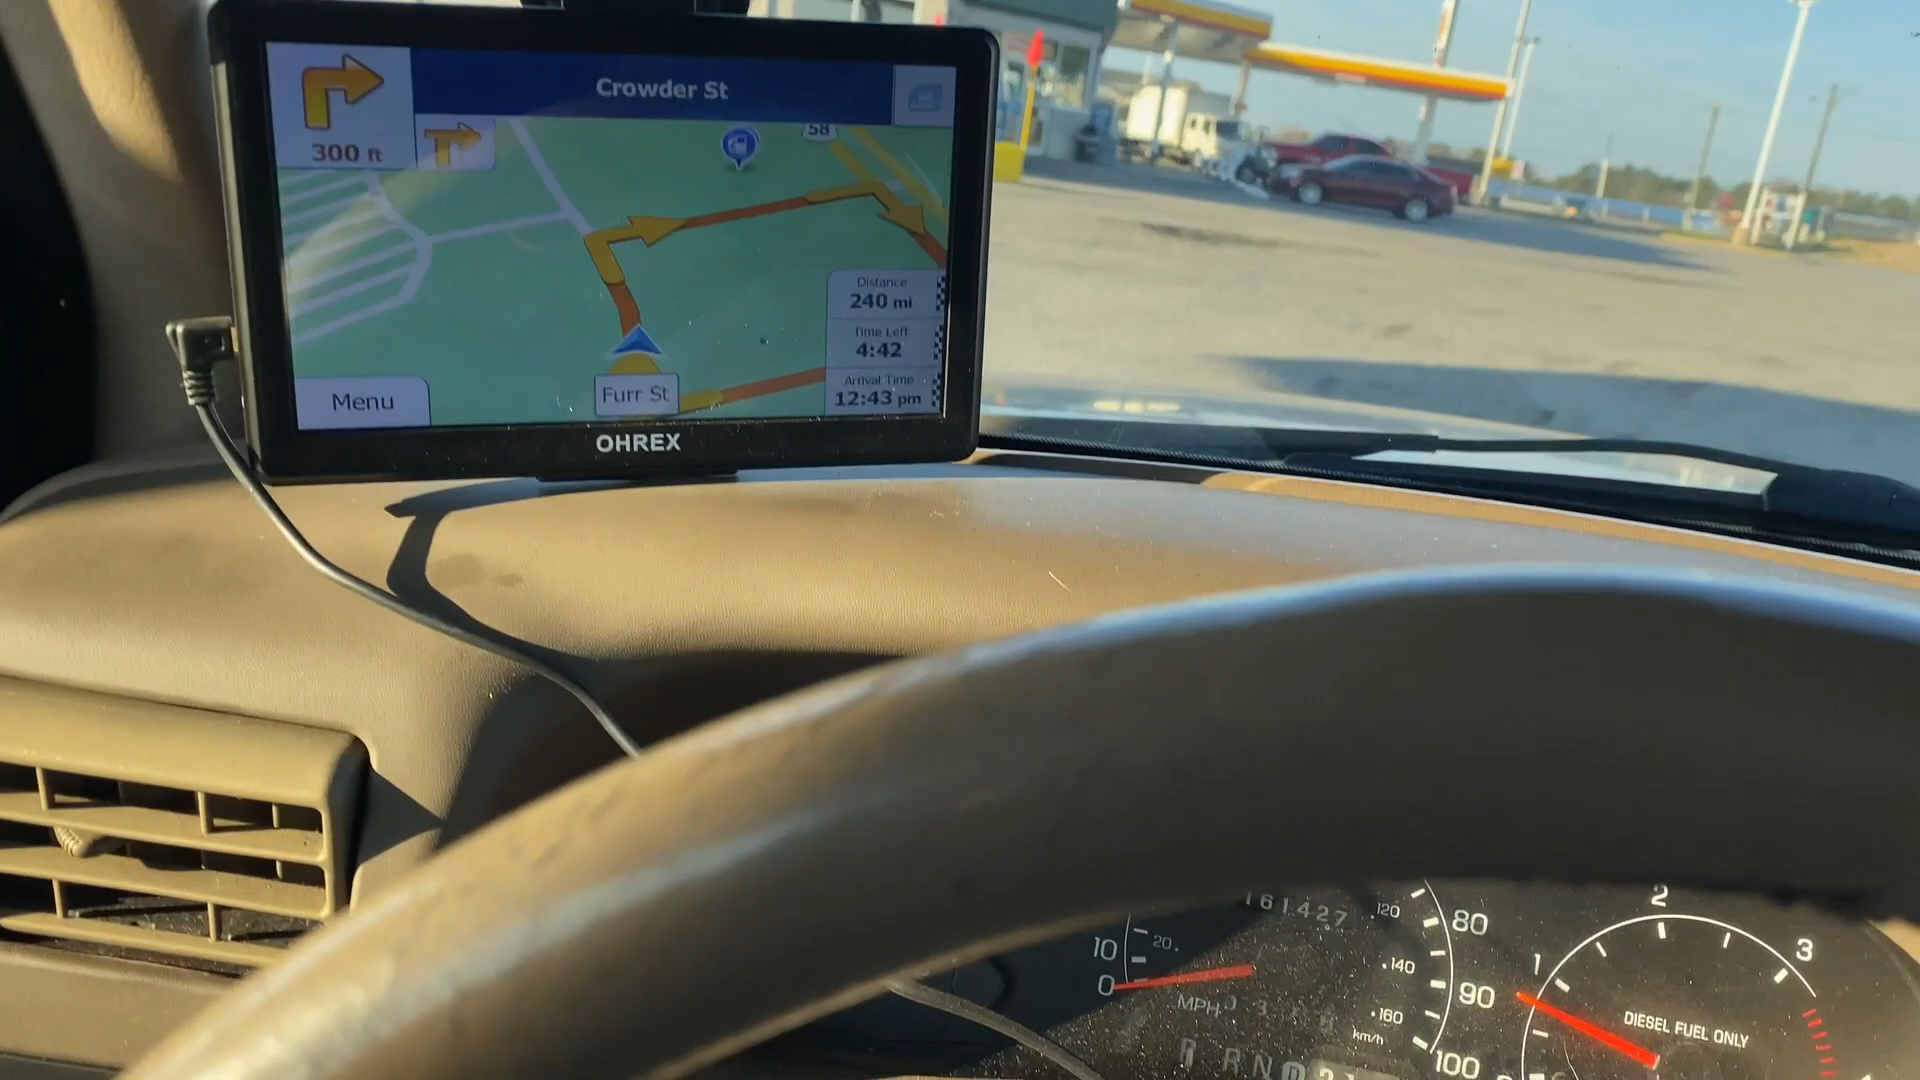 Crowder St
300 ft
58
Distance
240 mi
Time Left
4:42
Arrival Time
12:43 pm
Menu
Furr St
OHREX
161427
10
0
20
MPH
120
80
140
90
160
km/h
100
1
2
3
DIESEL FUEL ONLY
R N D 2